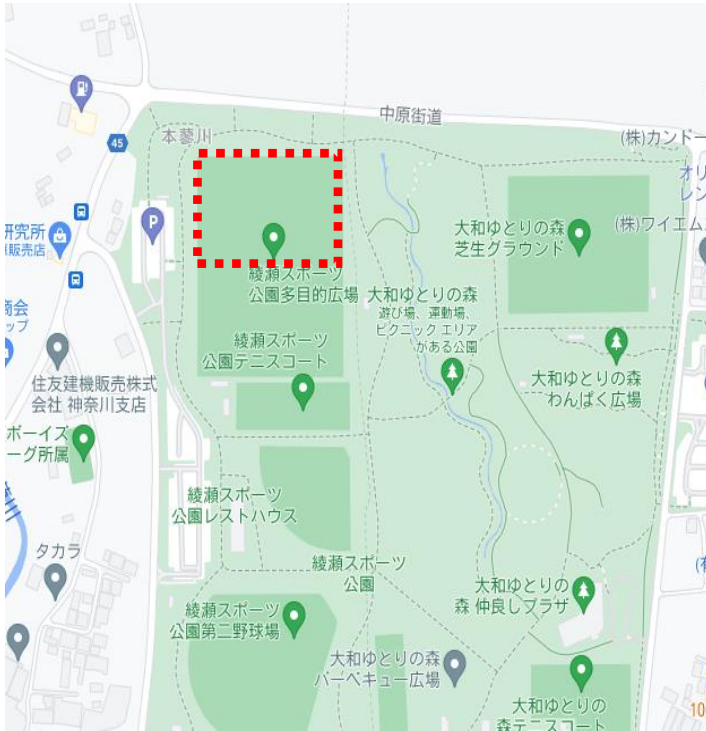 中原街道
本蓼川
45
(株)カンドー
オリ
レン
(株)ワイエム
P
研究所
販売店
大和ゆとりの森
芝生グラウンド
綾瀬スポーツ
公園多目的広場
大和ゆとりの森
遊び場、運動場、
ピクニック エリア
がある公園
商会
ップ
綾瀬スポーツ
公園テニスコート
住友建機販売株式
会社 神奈川支店
大和ゆとりの森
わんぱく広場
ボーイズ
ーグ所属
綾瀬スポーツ
公園レストハウス
タカラ
綾瀬スポーツ
公園
(有
大和ゆとりの
森 仲良しプラザ
綾瀬スポーツ
公園第二野球場
大和ゆとりの森
バーベキュー広場
大和ゆとりの
森テニスコート
10